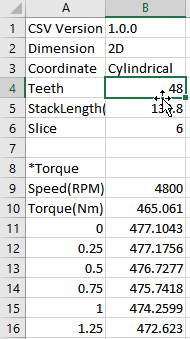 A B
1 CSV Version 1.0.0
2 Dimension 2D
3 Coordinate Cylindrical
4 Teeth 48
5 StackLength(
6 Slice 6
7
8 *Torque
9 Speed(RPM) 4800
10 Torque(Nm) 465.061
11 0 477.1043
12 0.25 477.1756
13 0.5 476.7277
14 0.75 475.7418
15 1 474.2599
16 1.25 472.623